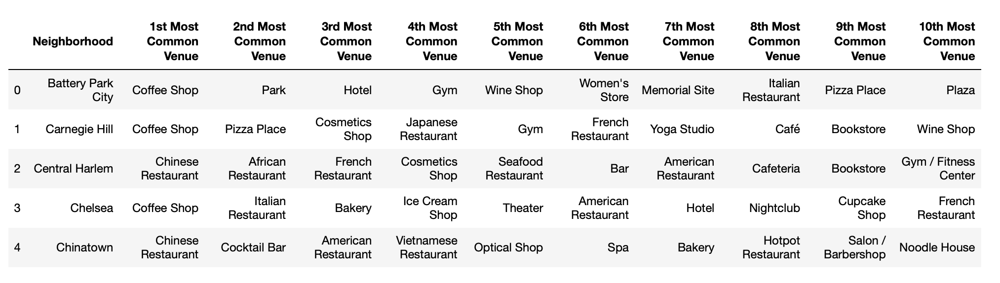 Neighborhood 1st Most Common Venue 2nd Most Common Venue 3rd Most Common Venue 4th Most Common Venue 5th Most Common Venue 6th Most Common Venue 7th Most Common Venue 8th Most Common Venue 9th Most Common Venue 10th Most Common Venue
0 Battery Park City Coffee Shop Park Hotel Gym Wine Shop Women's Store Memorial Site Italian Restaurant Pizza Place Plaza
1 Carnegie Hill Coffee Shop Pizza Place Cosmetics Shop Japanese Restaurant Gym French Restaurant Yoga Studio Café Bookstore Wine Shop
2 Central Harlem Chinese Restaurant African Restaurant French Restaurant Cosmetics Shop Seafood Restaurant Bar American Restaurant Cafeteria Bookstore Gym / Fitness Center
3 Chelsea Coffee Shop Italian Restaurant Bakery Ice Cream Shop Theater American Restaurant Hotel Nightclub Cupcake Shop French Restaurant
4 Chinatown Chinese Restaurant Cocktail Bar American Restaurant Vietnamese Restaurant Optical Shop Spa Bakery Hotpot Restaurant Salon / Barbershop Noodle House